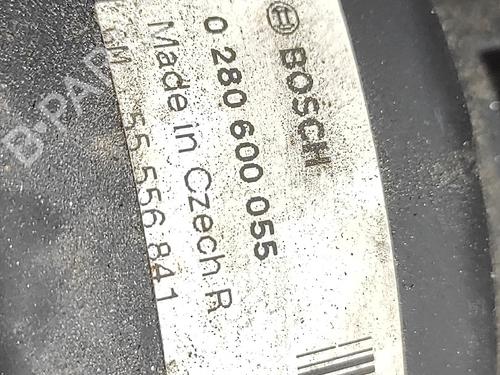 BOSCH
0 280 600 055
Made in Czech R
GM 55 556 841
B-PARTS